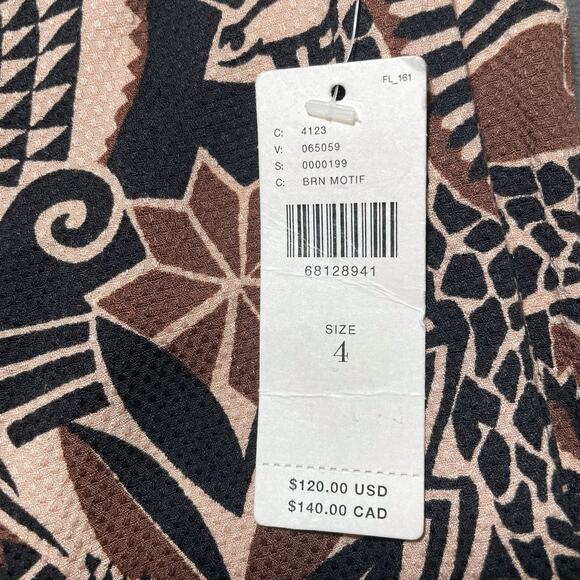 FL_161
C: 4123
V: 065059
S: 0000199
C: BRN MOTIF
68128941
SIZE
4
$120.00 USD
$140.00 CAD